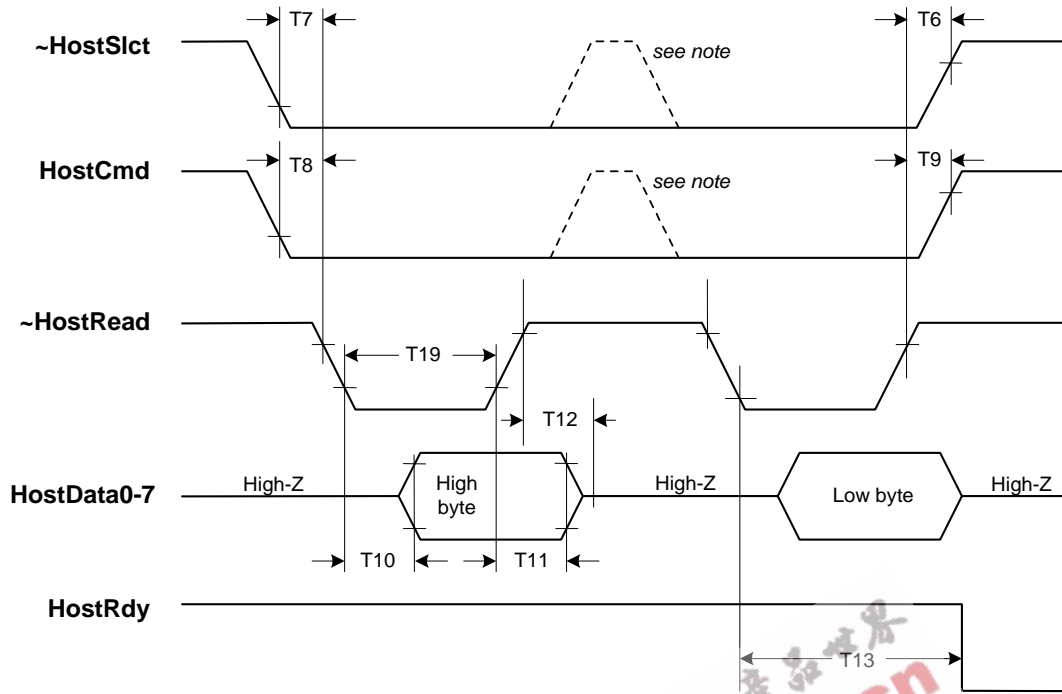 T7
T6
~HostSlct
see note
T8
T9
HostCmd
see note
~HostRead
T19
T12
HostData0-7
High-Z
High
byte
High-Z
Low byte
High-Z
T10
T11
HostRdy
T13